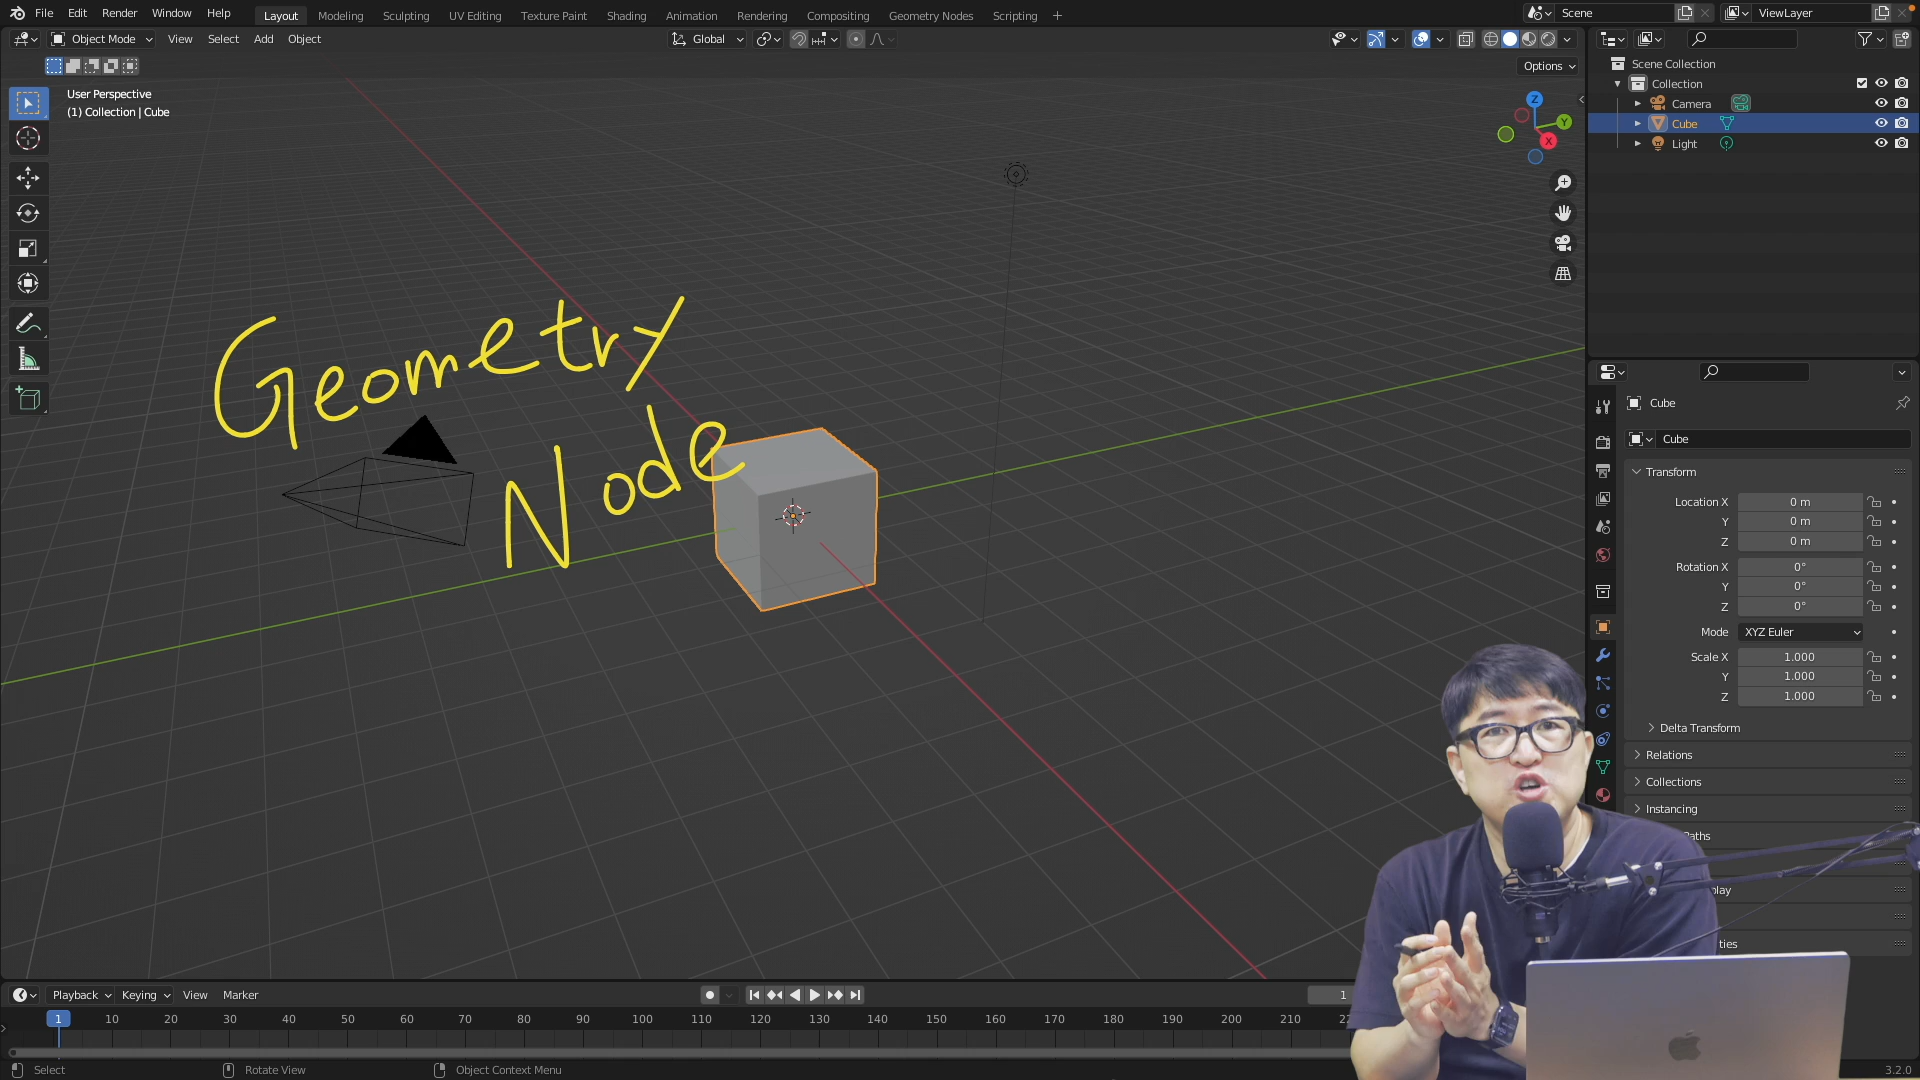 File Edit Render Window Help Layout Modeling Sculpting UV Editing Texture Paint Shading Animation Rendering Compositing Geometry Nodes Scripting + Scene ViewLayer
Object Mode View Select Add Object Global
Options
User Perspective
(1) Collection | Cube
Z
Y
X
Geometry
Node
Scene Collection
Collection
Camera
Cube
Light
Cube
Cube
Transform
Location X 0 m
Y 0 m
Z 0 m
Rotation X 0°
Y 0°
Z 0°
Mode XYZ Euler
Scale X 1.000
Y 1.000
Z 1.000
Delta Transform
Relations
Collections
Instancing
Paths
play
ties
Playback Keying View Marker 1
1 10 20 30 40 50 60 70 80 90 100 110 120 130 140 150 160 170 180 190 200 210
Select Rotate View Object Context Menu 3.2.0